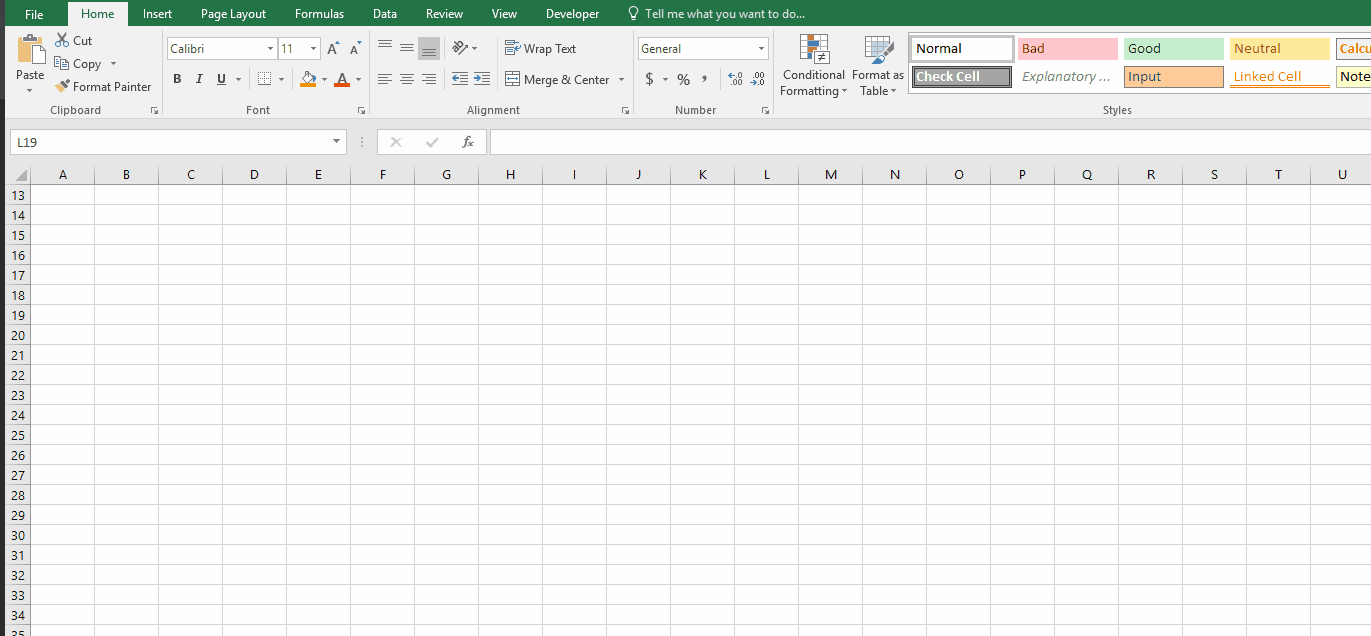 File Home Insert Page Layout Formulas Data Review View Developer Tell me what you want to do...
Cut
Copy
Format Painter
Paste
Clipboard
Calibri 11
B I U A
Font
Wrap Text
Merge & Center
Alignment
General
$ % ,
Number
Conditional Formatting
Format as Table
Normal Bad Good Neutral Calcu
Check Cell Explanatory ... Input Linked Cell Note
Styles
L19 fx
A B C D E F G H I J K L M N O P Q R S T U
13
14
15
16
17
18
19
20
21
22
23
24
25
26
27
28
29
30
31
32
33
34
35